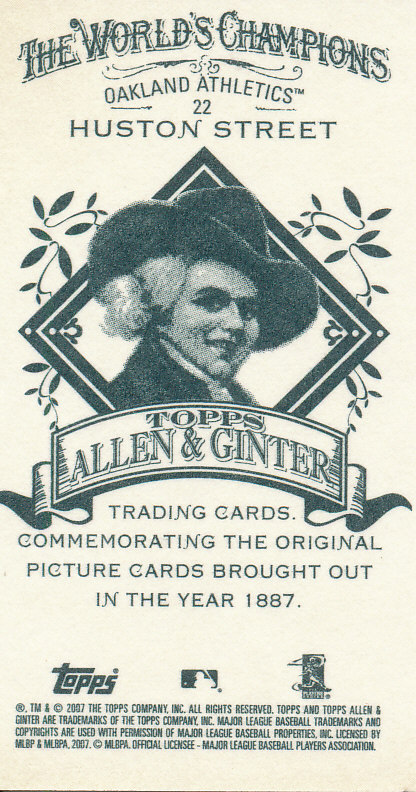 THE WORLD'S CHAMPIONS
OAKLAND ATHLETICS™
22
HUSTON STREET
TOPPS
ALLEN & GINTER
TRADING CARDS.
COMMEMORATING THE ORIGINAL
PICTURE CARDS BROUGHT OUT
IN THE YEAR 1887.
topps®
®, TM & © 2007 THE TOPPS COMPANY, INC. ALL RIGHTS RESERVED. TOPPS AND TOPPS ALLEN &
GINTER ARE TRADEMARKS OF THE TOPPS COMPANY, INC. MAJOR LEAGUE BASEBALL TRADEMARKS AND
COPYRIGHTS ARE USED WITH PERMISSION OF MAJOR LEAGUE BASEBALL PROPERTIES, INC. LICENSED BY
MLBP & MLBPA, 2007. © MLBPA. OFFICIAL LICENSEE - MAJOR LEAGUE BASEBALL PLAYERS ASSOCIATION.